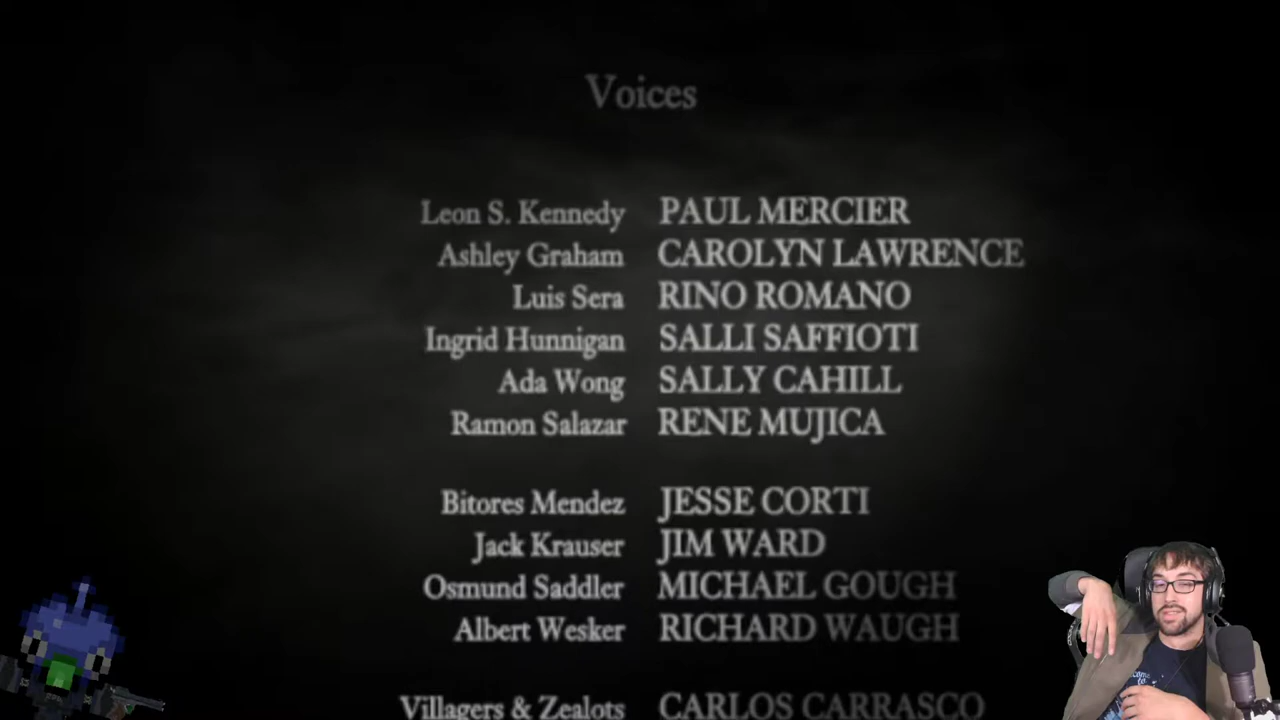 Voices
Leon S. Kennedy PAUL MERCIER
Ashley Graham CAROLYN LAWRENCE
Luis Sera RINO ROMANO
Ingrid Hunnigan SALLI SAFFIOTI
Ada Wong SALLY CAHILL
Ramon Salazar RENE MUJICA
Bitores Mendez JESSE CORTI
Jack Krauser JIM WARD
Osmund Saddler MICHAEL GOUGH
Albert Wesker RICHARD WAUGH
Villagers & Zealots CARLOS CARRASCO